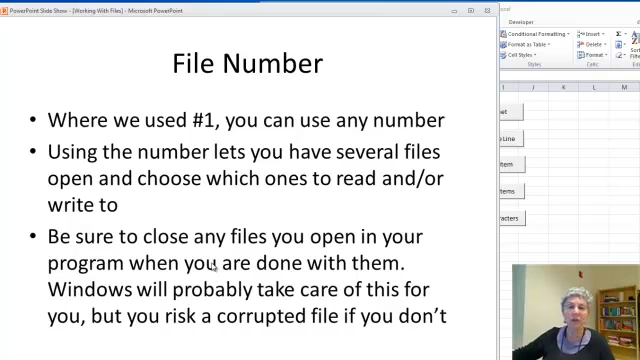 PowerPoint Slide Show - [Working With Files] - Microsoft PowerPoint
File Number
• Where we used #1, you can use any number
• Using the number lets you have several files
open and choose which ones to read and/or
write to
• Be sure to close any files you open in your
program when you are done with them.
Windows will probably take care of this for
you, but you risk a corrupted file if you don't
Developer
Conditional Formatting
Format as Table
Cell Styles
Styles
Insert
Delete
Format
Cells
Σ
Sort
I J K L M
Line